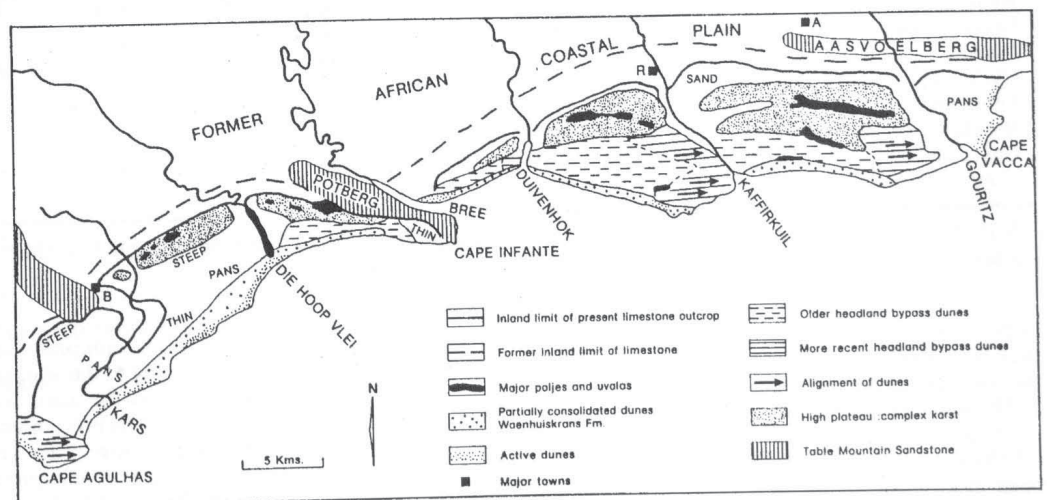 A
AASVOELBERG
PLAIN
COASTAL
R
SAND
PANS
AFRICAN
CAPE
VACCA
FORMER
GOURITZ
DUIVENHOK
KAFFIRKUIL
POTBERG
BREE
THIN
CAPE INFANTE
STEEP
PANS
DIE HOOP VLEI
B
STEEP
THIN
PANS
KARS
CAPE AGULHAS
N
5 Kms.
Inland limit of present limestone outcrop
Former inland limit of limestone
Major poljes and uvalas
Partially consolidated dunes
Waenhuiskrans Fm.
Active dunes
Major towns
Older headland bypass dunes
More recent headland bypass dunes
Alignment of dunes
High plateau :complex karst
Table Mountain Sandstone